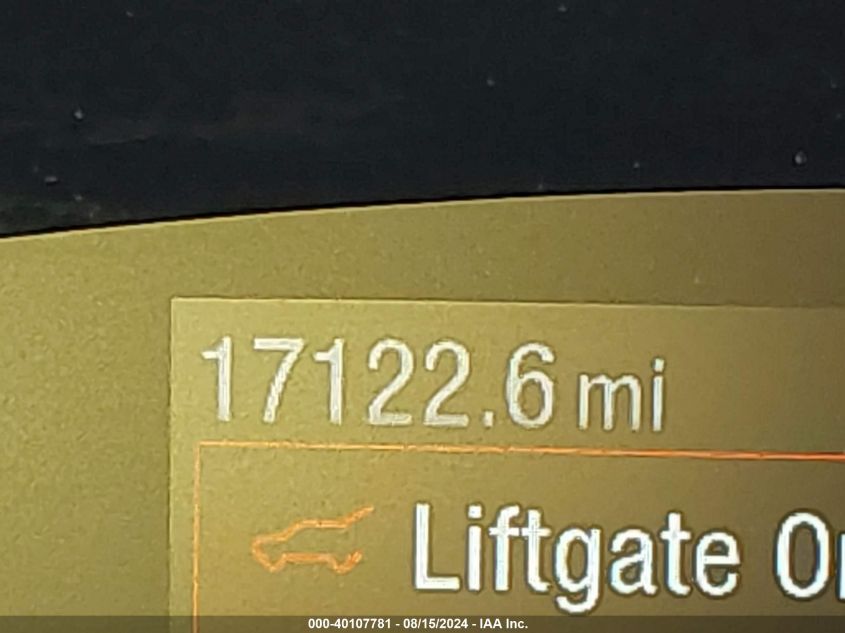 17122.6 mi
Liftgate
000-40107781 - 08/15/2024 - IAA Inc.